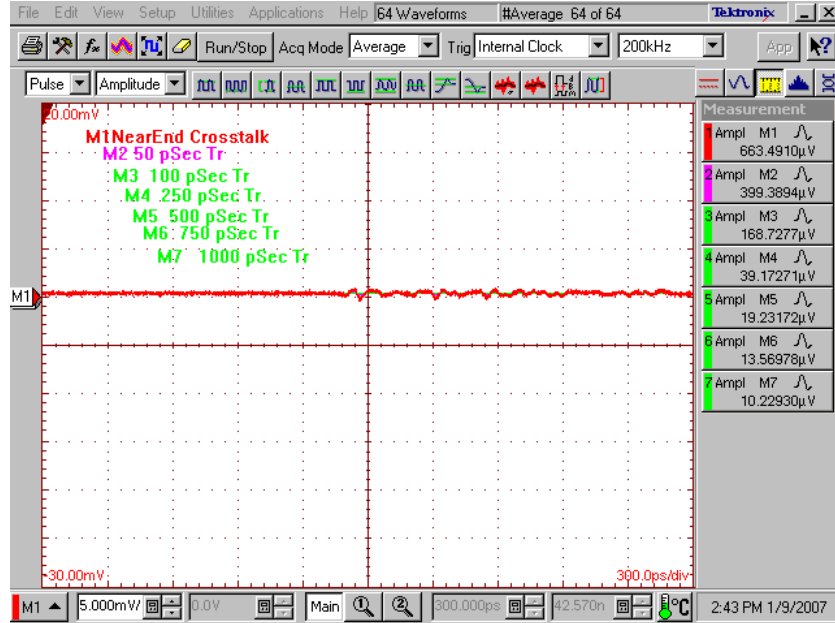 File Edit View Setup Utilities Applications Help 64 Waveforms #Average 64 of 64 Tektronix
Run/Stop Acq Mode Average Trig Internal Clock 200kHz App
Pulse Amplitude
20.00mV
M1NearEnd Crosstalk
M2 50 pSec Tr
M3 100 pSec Tr
M4 250 pSec Tr
M5 500 pSec Tr
M6 750 pSec Tr
M7 1000 pSec Tr
M1
-30.00mV
300.0ps/div
Measurement
1 Ampl M1
663.4910µV
2 Ampl M2
399.3894µV
3 Ampl M3
168.7277µV
4 Ampl M4
39.17271µV
5 Ampl M5
19.23172µV
6 Ampl M6
13.56978µV
7 Ampl M7
10.22930µV
M1 5.000mV/ 0.0V Main 1 2 300.000ps 42.570n °C 2:43 PM 1/9/2007